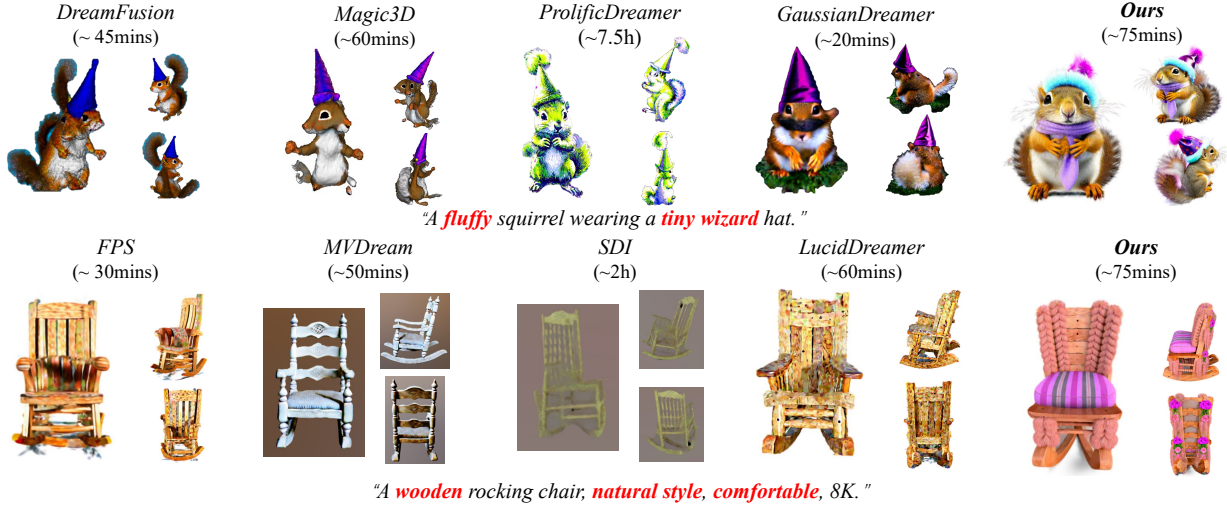 DreamFusion Magic3D ProlificDreamer GaussianDreamer Ours
(~ 45mins) (~60mins) (~7.5h) (~20mins) (~75mins)
“A fluffy squirrel wearing a tiny wizard hat.”
FPS MVDream SDI LucidDreamer Ours
(~ 30mins) (~50mins) (~2h) (~60mins) (~75mins)
“A wooden rocking chair, natural style, comfortable, 8K.”